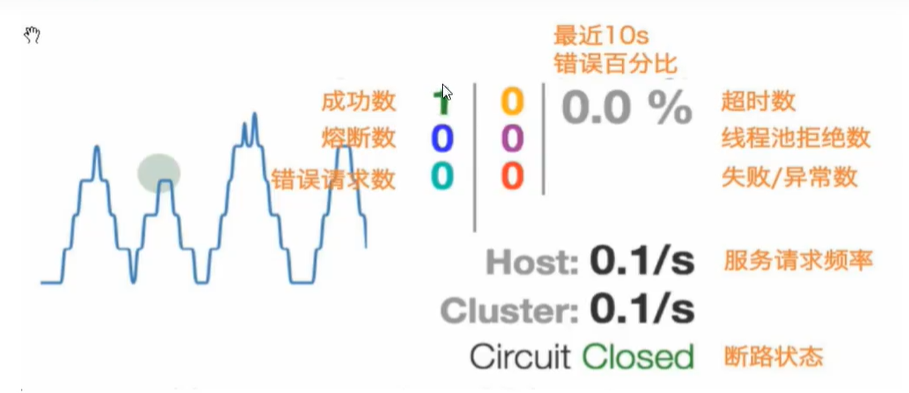 最近10s
错误百分比
成功数 1 0 0.0 % 超时数
熔断数 0 0 线程池拒绝数
错误请求数 0 0 失败/异常数
Host: 0.1/s 服务请求频率
Cluster: 0.1/s
Circuit Closed 断路状态